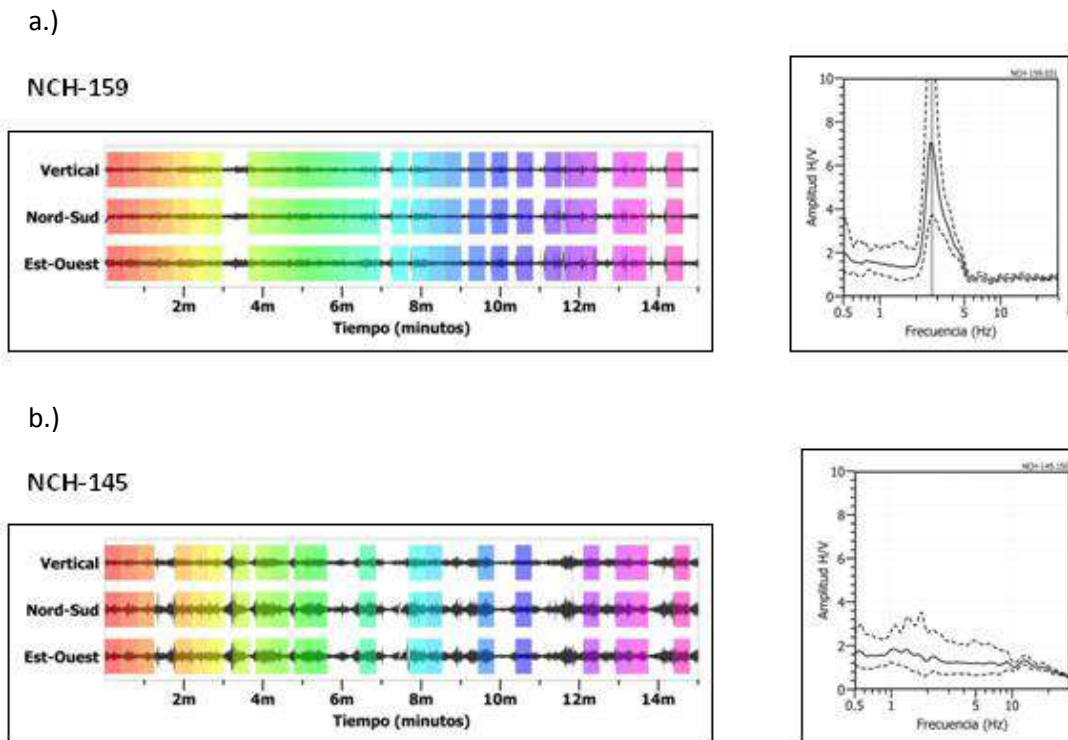 a.)
NCH-159
Vertical
Nord-Sud
Est-Ouest
2m 4m 6m 8m 10m 12m 14m
Tiempo (minutos)
10
8
6
4
2
0
Amplitud H/V
0.5 1 5 10
Frecuencia (Hz)
b.)
NCH-145
Vertical
Nord-Sud
Est-Ouest
2m 4m 6m 8m 10m 12m 14m
Tiempo (minutos)
10
8
6
4
2
0
Amplitud H/V
0.5 1 5 10
Frecuencia (Hz)